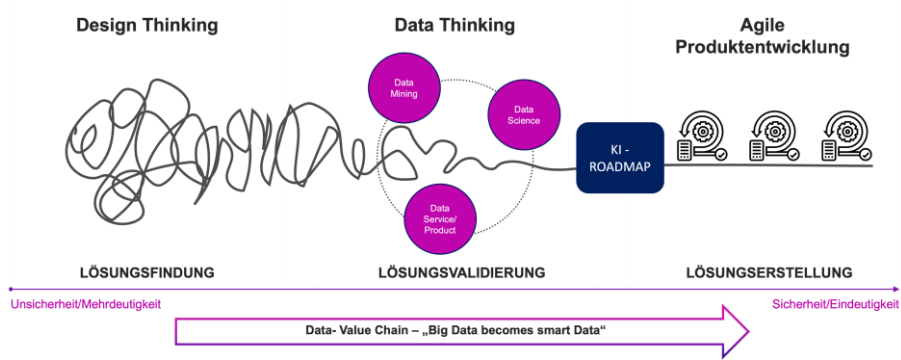 Design Thinking
Data Thinking
Agile
Produktentwicklung
Data
Mining
Data
Science
KI -
ROADMAP
Data
Service/
Product
LÖSUNGSFINDUNG
LÖSUNGSVALIDIERUNG
LÖSUNGSERSTELLUNG
Unsicherheit/Mehrdeutigkeit
Sicherheit/Eindeutigkeit
Data- Value Chain – „Big Data becomes smart Data“